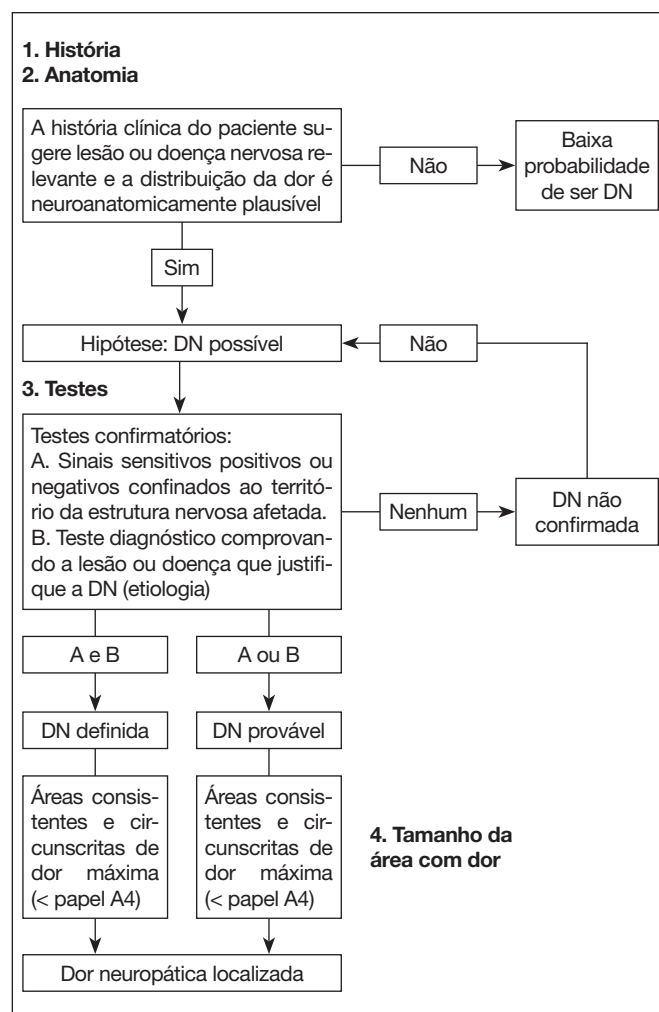 1. História
2. Anatomia
A história clínica do paciente su-
gere lesão ou doença nervosa re-
levante e a distribuição da dor é
neuroanatomicamente plausível
Não
Baixa
probabilidade
de ser DN
Sim
Hipótese: DN possível
Não
3. Testes
Testes confirmatórios:
A. Sinais sensitivos positivos ou
negativos confinados ao territó-
rio da estrutura nervosa afetada.
B. Teste diagnóstico comprovan-
do a lesão ou doença que justifi-
que a DN (etiologia)
Nenhum
DN não
confirmada
A e B
A ou B
DN definida
DN provável
Áreas consis-
tentes e cir-
cunscritas de
dor máxima
(< papel A4)
Áreas consis-
tentes e cir-
cunscritas de
dor máxima
(< papel A4)
4. Tamanho da
área com dor
Dor neuropática localizada